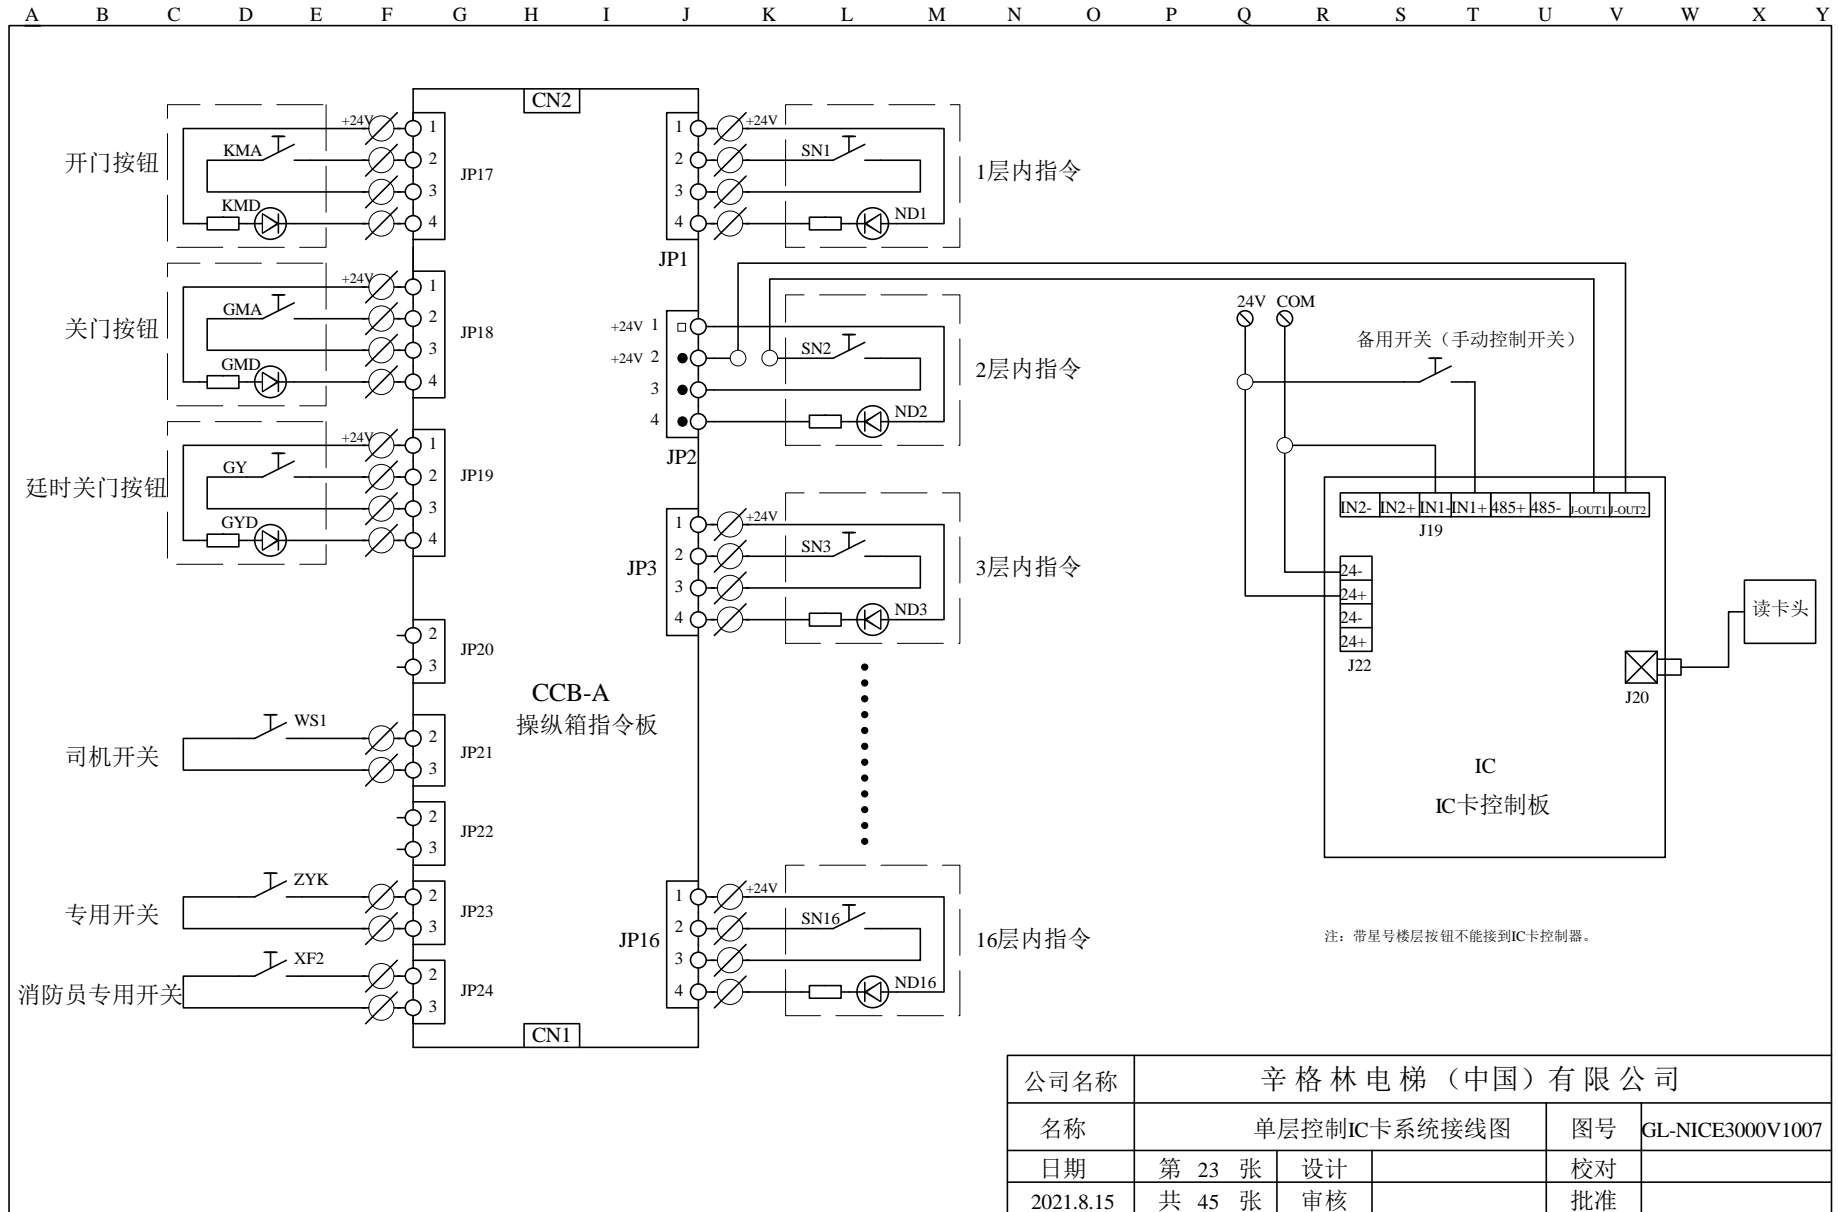 A B C D E F G H I J K L M N O P Q R S T U V W X Y
CN2
开门按钮
+24V
KMA
KMD
1
2
3
4
JP17
关门按钮
+24V
GMA
GMD
1
2
3
4
JP18
廷时关门按钮
+24V
GY
GYD
1
2
3
4
JP19
2
3
JP20
司机开关
WS1
2
3
JP21
2
3
JP22
专用开关
ZYK
2
3
JP23
消防员专用开关
XF2
2
3
JP24
CCB-A
操纵箱指令板
CN1
1
2
3
4
JP1
+24V
SN1
ND1
1层内指令
+24V 1
+24V 2
3
4
JP2
SN2
ND2
2层内指令
1
2
3
4
JP3
+24V
SN3
ND3
3层内指令
1
2
3
4
JP16
+24V
SN16
ND16
16层内指令
24V COM
备用开关（手动控制开关）
IN2- IN2+ IN1- IN1+ 485+ 485- J-OUT1 J-OUT2
J19
24-
24+
24-
24+
J22
读卡头
J20
IC
IC卡控制板
注：带星号楼层按钮不能接到IC卡控制器。
公司名称 辛格林电梯（中国）有限公司
名称 单层控制IC卡系统接线图 图号 GL-NICE3000V1007
日期 第 23 张 设计 校对
2021.8.15 共 45 张 审核 批准